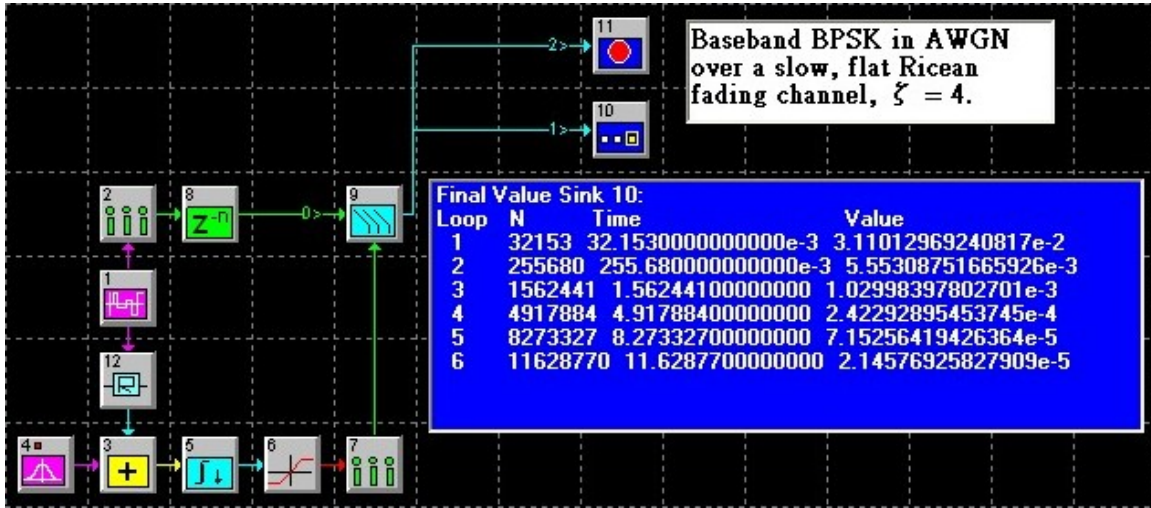 11
2>
Baseband BPSK in AWGN
over a slow, flat Ricean
fading channel, ζ = 4.
10
1>
2
8
Z⁻ⁿ
0>
9
1
12
R
4
3
+
5
6
7
Final Value Sink 10:
Loop N Time Value
1 32153 32.1530000000000e-3 3.11012969240817e-2
2 255680 255.680000000000e-3 5.55308751665926e-3
3 1562441 1.56244100000000 1.02998397802701e-3
4 4917884 4.91788400000000 2.42292895453745e-4
5 8273327 8.27332700000000 7.15256419426364e-5
6 11628770 11.6287700000000 2.14576925827909e-5